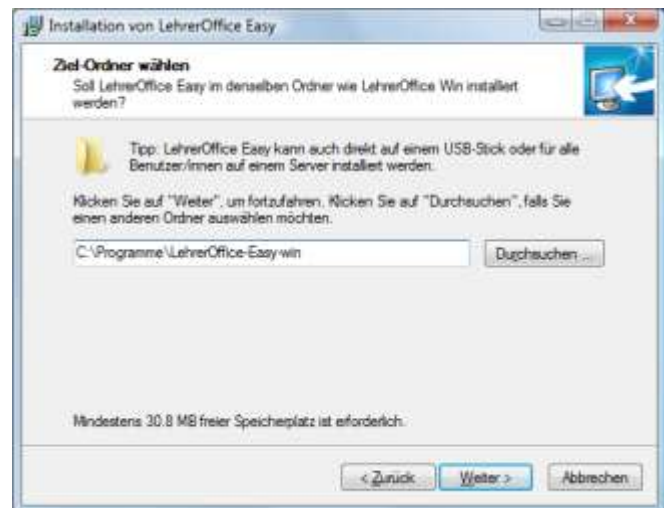 Installation von LehrerOffice Easy
Ziel-Ordner wählen
Soll LehrerOffice Easy im denselben Ordner wie LehrerOffice Win installiert
werden?
Tipp: LehrerOffice Easy kann auch direkt auf einem USB-Stick oder für alle
Benutzer/innen auf einem Server installiert werden.
Klicken Sie auf "Weiter", um fortzufahren. Klicken Sie auf "Durchsuchen", falls Sie
einen anderen Ordner auswählen möchten.
C:\Programme\LehrerOffice-Easy-win
Durchsuchen ...
Mindestens 30.8 MB freier Speicherplatz ist erforderlich.
< Zurück
Weiter >
Abbrechen